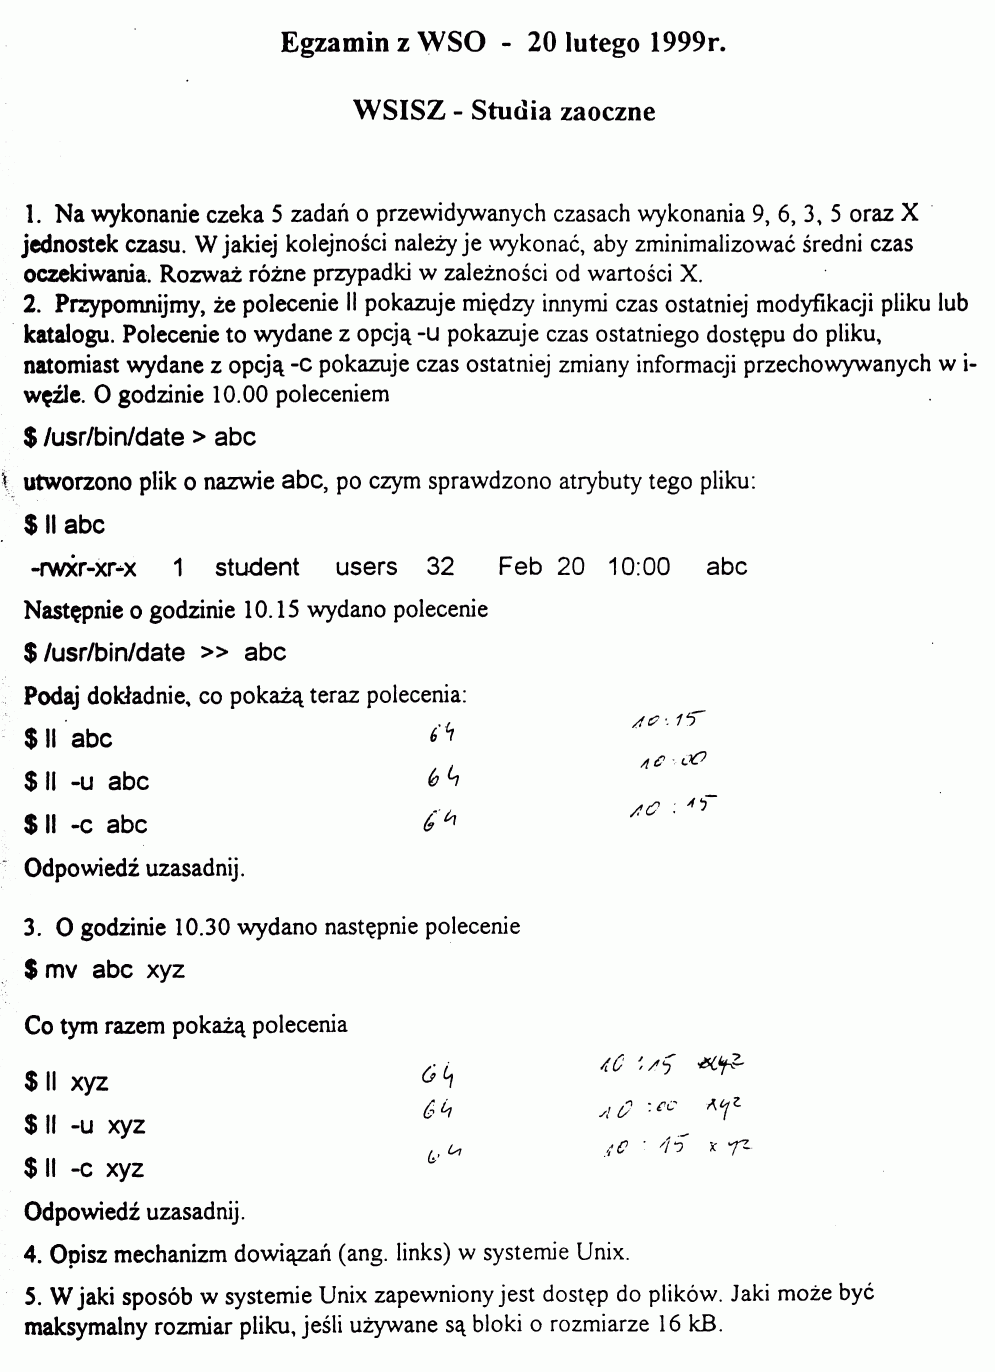 Egzamin z WSO - 20 lutego 1999r.
WSISZ - Studia zaoczne
1. Na wykonanie czeka 5 zadań o przewidywanych czasach wykonania 9, 6, 3, 5 oraz X
jednostek czasu. W jakiej kolejności należy je wykonać, aby zminimalizować średni czas
oczekiwania. Rozważ różne przypadki w zależności od wartości X.
2. Przypomnijmy, że polecenie ll pokazuje między innymi czas ostatniej modyfikacji pliku lub
katalogu. Polecenie to wydane z opcją -u pokazuje czas ostatniego dostępu do pliku,
natomiast wydane z opcją -c pokazuje czas ostatniej zmiany informacji przechowywanych w i-
węźle. O godzinie 10.00 poleceniem
$ /usr/bin/date > abc
utworzono plik o nazwie abc, po czym sprawdzono atrybuty tego pliku:
$ ll abc
-rwxr-xr-x 1 student users 32 Feb 20 10:00 abc
Następnie o godzinie 10.15 wydano polecenie
$ /usr/bin/date >> abc
Podaj dokładnie, co pokażą teraz polecenia:
$ ll abc 64 10:15
$ ll -u abc 64 10:00
$ ll -c abc 64 10:15
Odpowiedź uzasadnij.
3. O godzinie 10.30 wydano następnie polecenie
$ mv abc xyz
Co tym razem pokażą polecenia
$ ll xyz 64 10:15 xyz
$ ll -u xyz 64 10:00 xyz
$ ll -c xyz 64 10:15 xyz
Odpowiedź uzasadnij.
4. Opisz mechanizm dowiązań (ang. links) w systemie Unix.
5. W jaki sposób w systemie Unix zapewniony jest dostęp do plików. Jaki może być
maksymalny rozmiar pliku, jeśli używane są bloki o rozmiarze 16 kB.